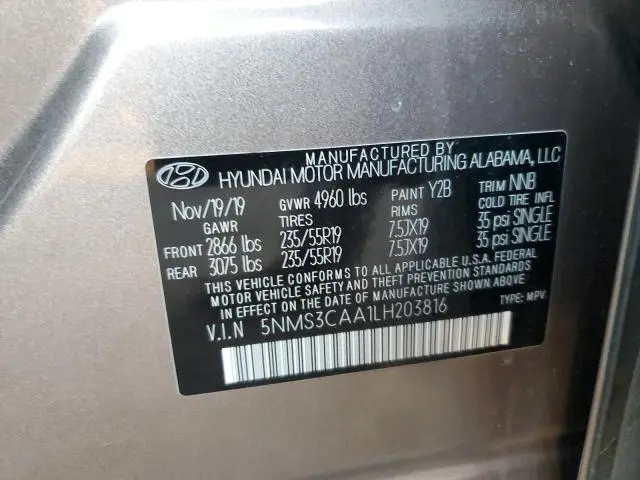 MANUFACTURED BY
HYUNDAI MOTOR MANUFACTURING ALABAMA, LLC
Nov/19/19 GVWR 4960 lbs PAINT Y2B TRIM NNB
GAWR TIRES RIMS COLD TIRE INFL
FRONT 2866 lbs 235/55R19 7.5JX19 35 psi SINGLE
REAR 3075 lbs 235/55R19 7.5JX19 35 psi SINGLE
THIS VEHICLE CONFORMS TO ALL APPLICABLE U.S.A. FEDERAL
MOTOR VEHICLE SAFETY, BUMPER, AND THEFT PREVENTION
STANDARDS IN EFFECT ON THE DATE OF MANUFACTURE SHOWN ABOVE
V.I.N 5NMS3CAA1LH203816 TYPE: MPV